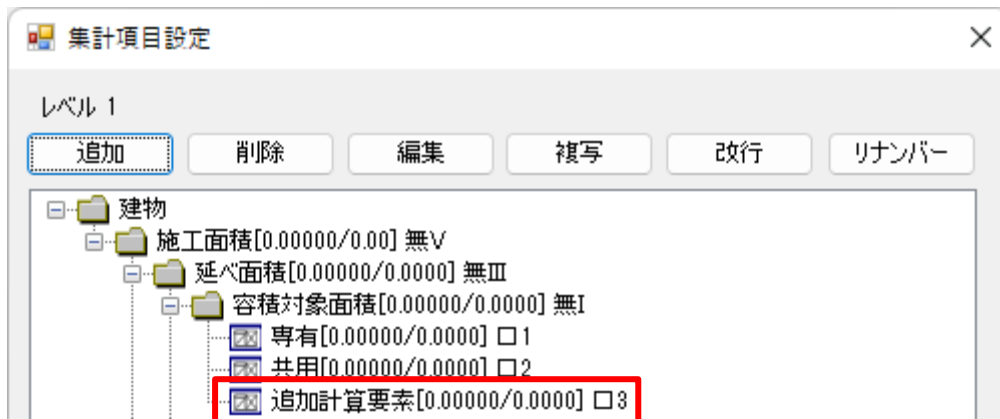 集計項目設定
レベル 1
追加 削除 編集 複写 改行 リナンバー
建物
施工面積[0.00000/0.00] 無Ⅴ
延べ面積[0.00000/0.0000] 無Ⅲ
容積対象面積[0.00000/0.0000] 無Ⅰ
専有[0.00000/0.0000] ロ1
共用[0.00000/0.0000] ロ2
追加計算要素[0.00000/0.0000] ロ3